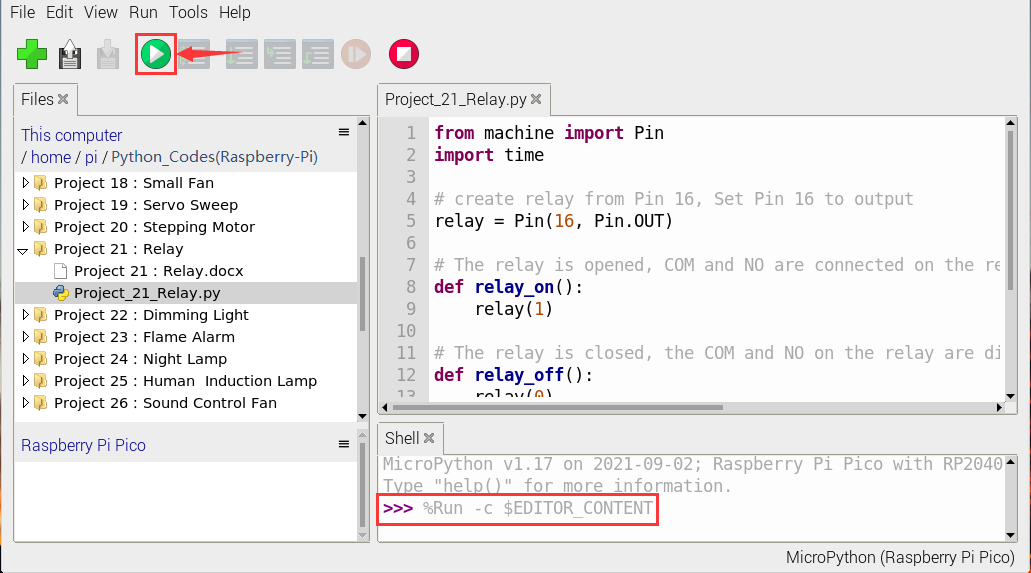 File Edit View Run Tools Help
Files
This computer
/ home / pi / Python_Codes(Raspberry-Pi)
Project 18 : Small Fan
Project 19 : Servo Sweep
Project 20 : Stepping Motor
Project 21 : Relay
Project 21 : Relay.docx
Project_21_Relay.py
Project 22 : Dimming Light
Project 23 : Flame Alarm
Project 24 : Night Lamp
Project 25 : Human  Induction Lamp
Project 26 : Sound Control Fan
Raspberry Pi Pico
Project_21_Relay.py
1 from machine import Pin
2 import time
3
4 # create relay from Pin 16, Set Pin 16 to output
5 relay = Pin(16, Pin.OUT)
6
7 # The relay is opened, COM and NO are connected on the re
8 def relay_on():
9     relay(1)
10
11 # The relay is closed, the COM and NO on the relay are di
12 def relay_off():
13     relay(0)
Shell
MicroPython v1.17 on 2021-09-02; Raspberry Pi Pico with RP2040
Type "help()" for more information.
>>> %Run -c $EDITOR_CONTENT
MicroPython (Raspberry Pi Pico)